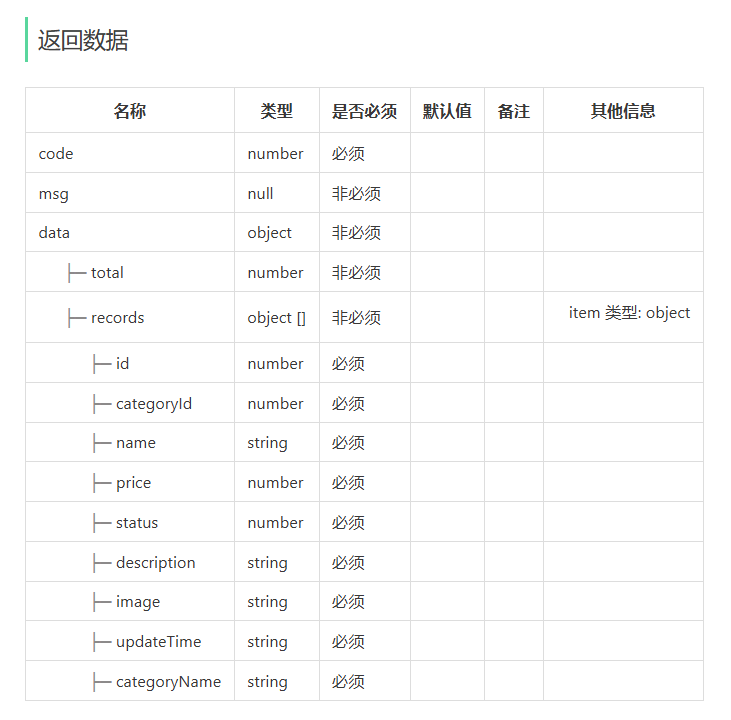 返回数据
名称 类型 是否必须 默认值 备注 其他信息
code number 必须
msg null 非必须
data object 非必须
├─ total number 非必须
├─ records object [] 非必须 item 类型: object
├─ id number 必须
├─ categoryId number 必须
├─ name string 必须
├─ price number 必须
├─ status number 必须
├─ description string 必须
├─ image string 必须
├─ updateTime string 必须
├─ categoryName string 必须